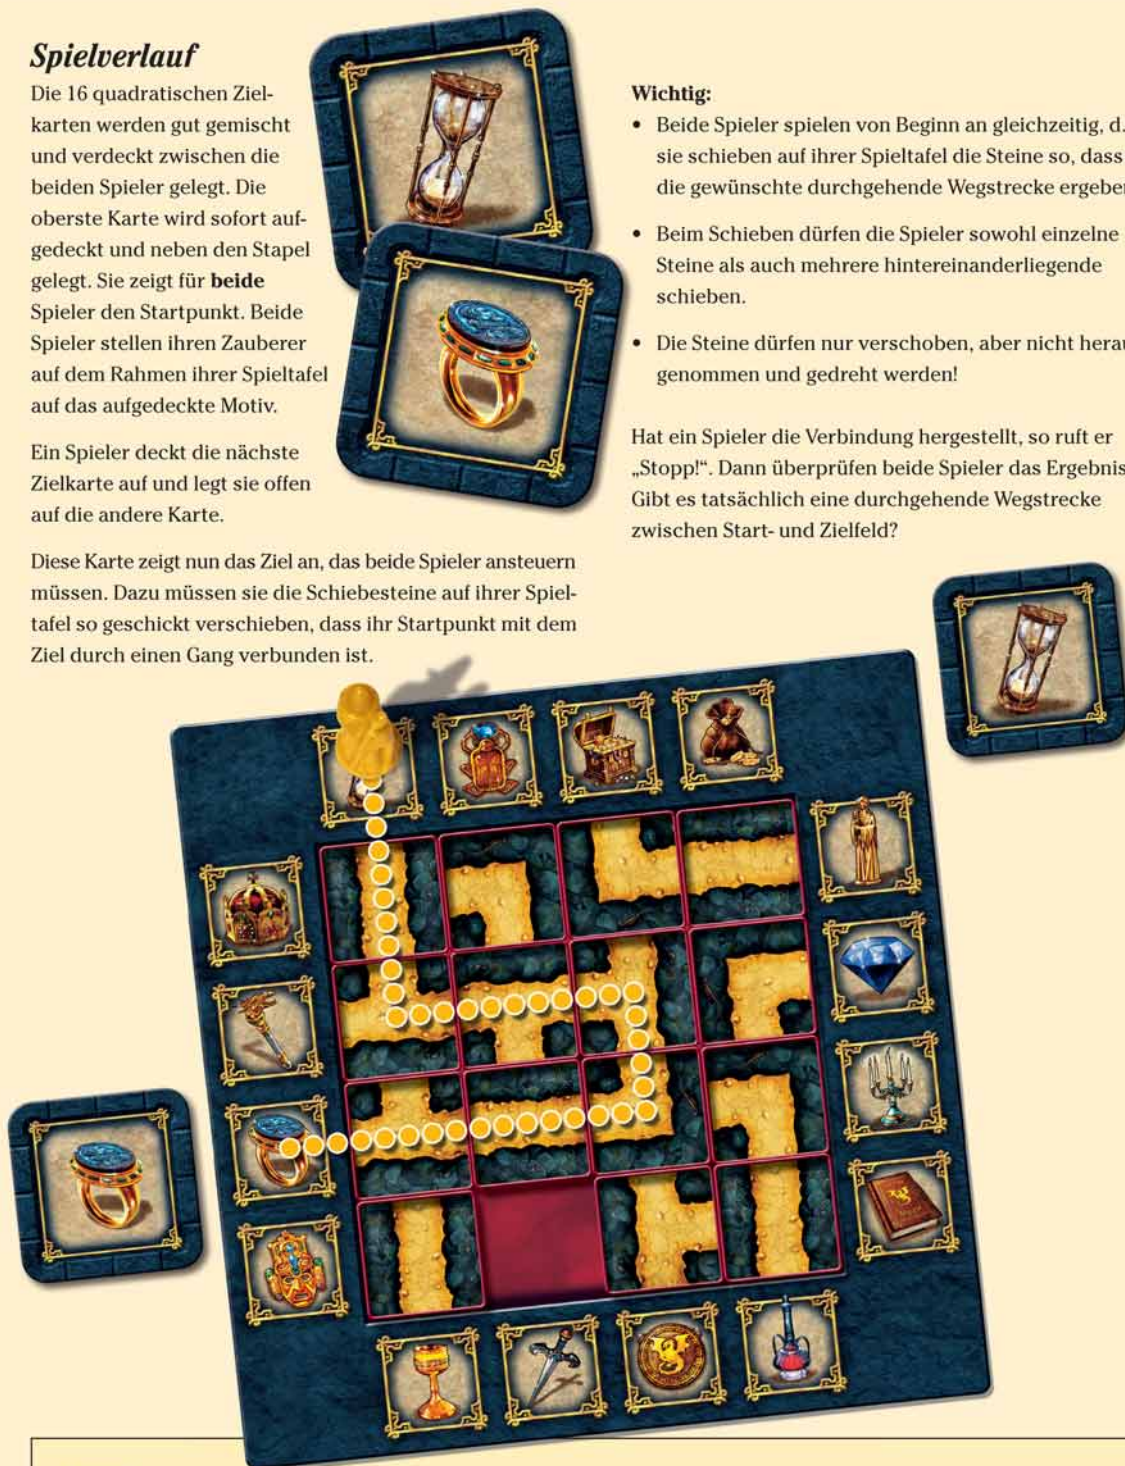 Spielverlauf
Die 16 quadratischen Ziel-
karten werden gut gemischt
und verdeckt zwischen die
beiden Spieler gelegt. Die
oberste Karte wird sofort auf-
gedeckt und neben den Stapel
gelegt. Sie zeigt für beide
Spieler den Startpunkt. Beide
Spieler stellen ihren Zauberer
auf dem Rahmen ihrer Spieltafel
auf das aufgedeckte Motiv.
Ein Spieler deckt die nächste
Zielkarte auf und legt sie offen
auf die andere Karte.
Diese Karte zeigt nun das Ziel an, das beide Spieler ansteuern
müssen. Dazu müssen sie die Schiebesteine auf ihrer Spiel-
tafel so geschickt verschieben, dass ihr Startpunkt mit dem
Ziel durch einen Gang verbunden ist.
Wichtig:
• Beide Spieler spielen von Beginn an gleichzeitig, d.
sie schieben auf ihrer Spieltafel die Steine so, dass
die gewünschte durchgehende Wegstrecke ergeben
• Beim Schieben dürfen die Spieler sowohl einzelne
Steine als auch mehrere hintereinanderliegende
schieben.
• Die Steine dürfen nur verschoben, aber nicht herau
genommen und gedreht werden!
Hat ein Spieler die Verbindung hergestellt, so ruft er
„Stopp!“. Dann überprüfen beide Spieler das Ergebnis
Gibt es tatsächlich eine durchgehende Wegstrecke
zwischen Start- und Zielfeld?